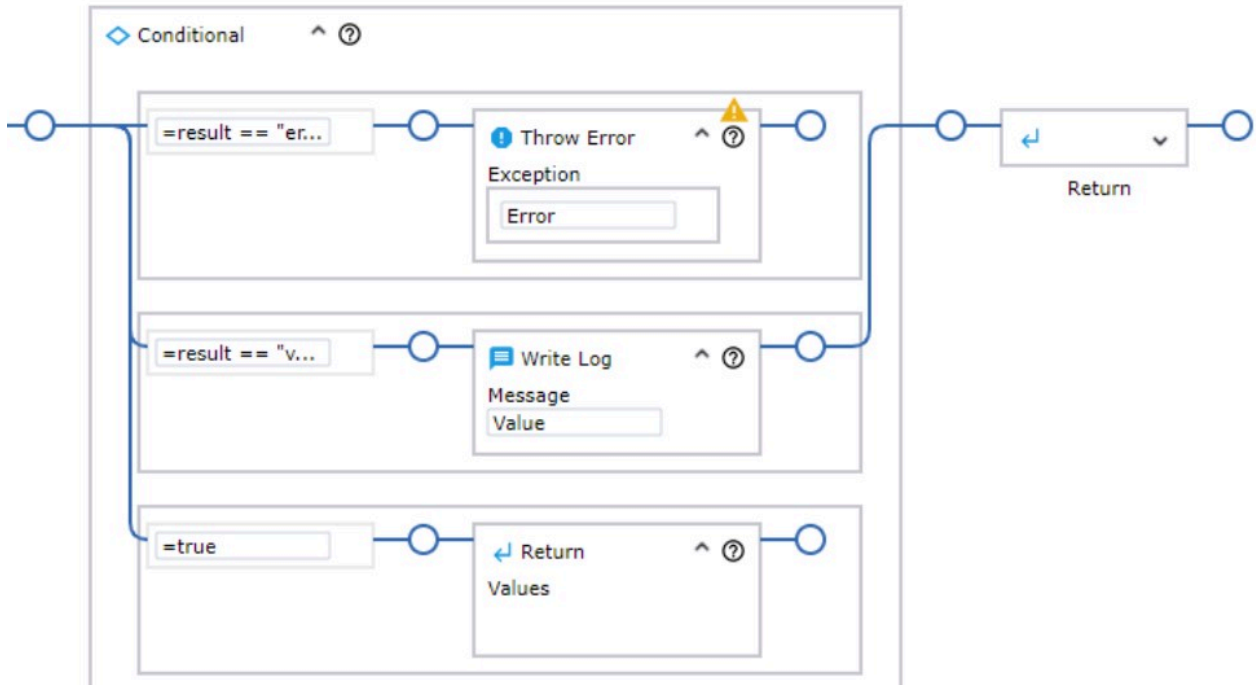 Conditional
=result == "er...
Throw Error
Exception
Error
Return
=result == "v...
Write Log
Message
Value
=true
Return
Values